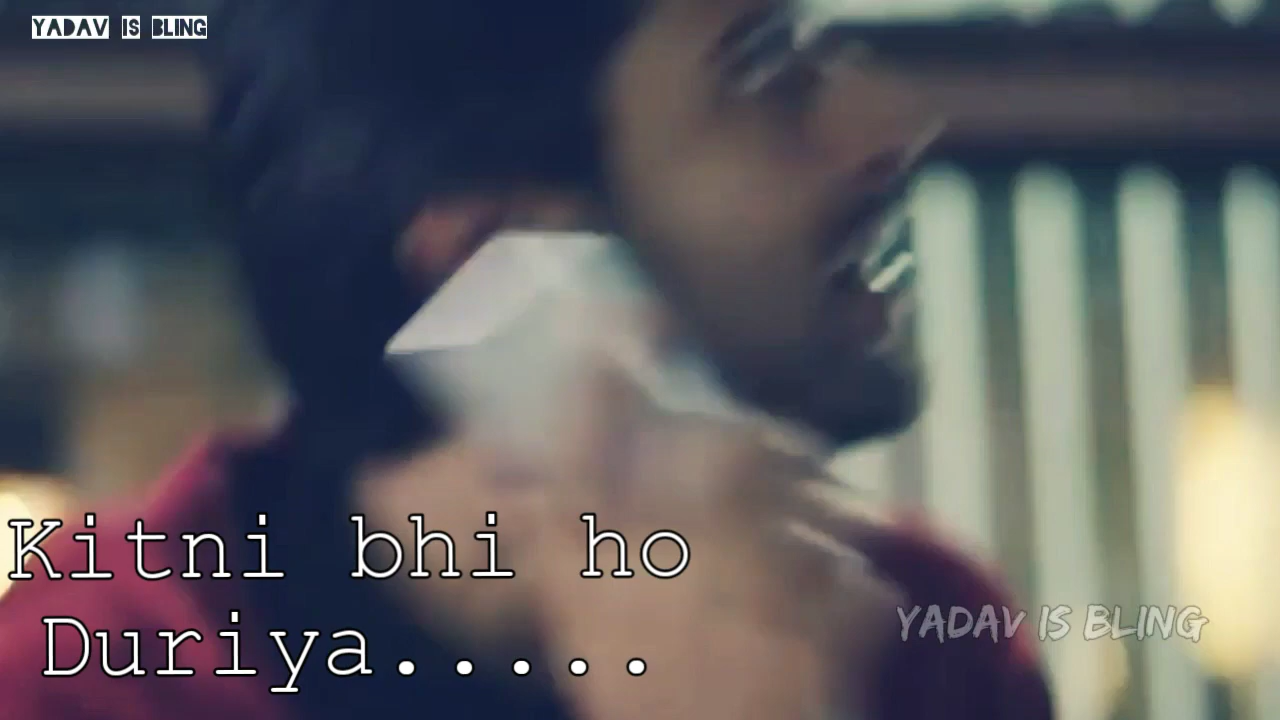 YADAV IS BLING
Kitni bhi ho
Duriya.....
YADAV IS BLING